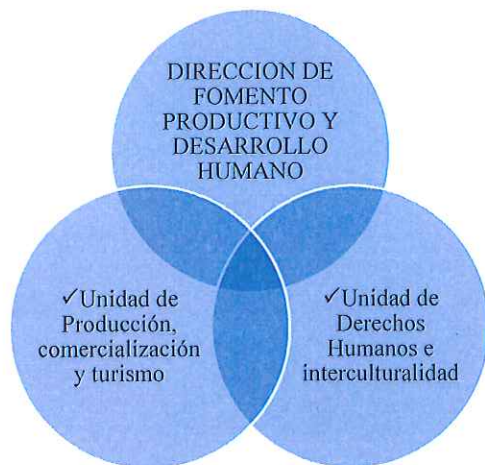 DIRECCION DE
FOMENTO
PRODUCTIVO Y
DESARROLLO
HUMANO
✓Unidad de
Producción,
comercialización
y turismo
✓Unidad de
Derechos
Humanos e
interculturalidad